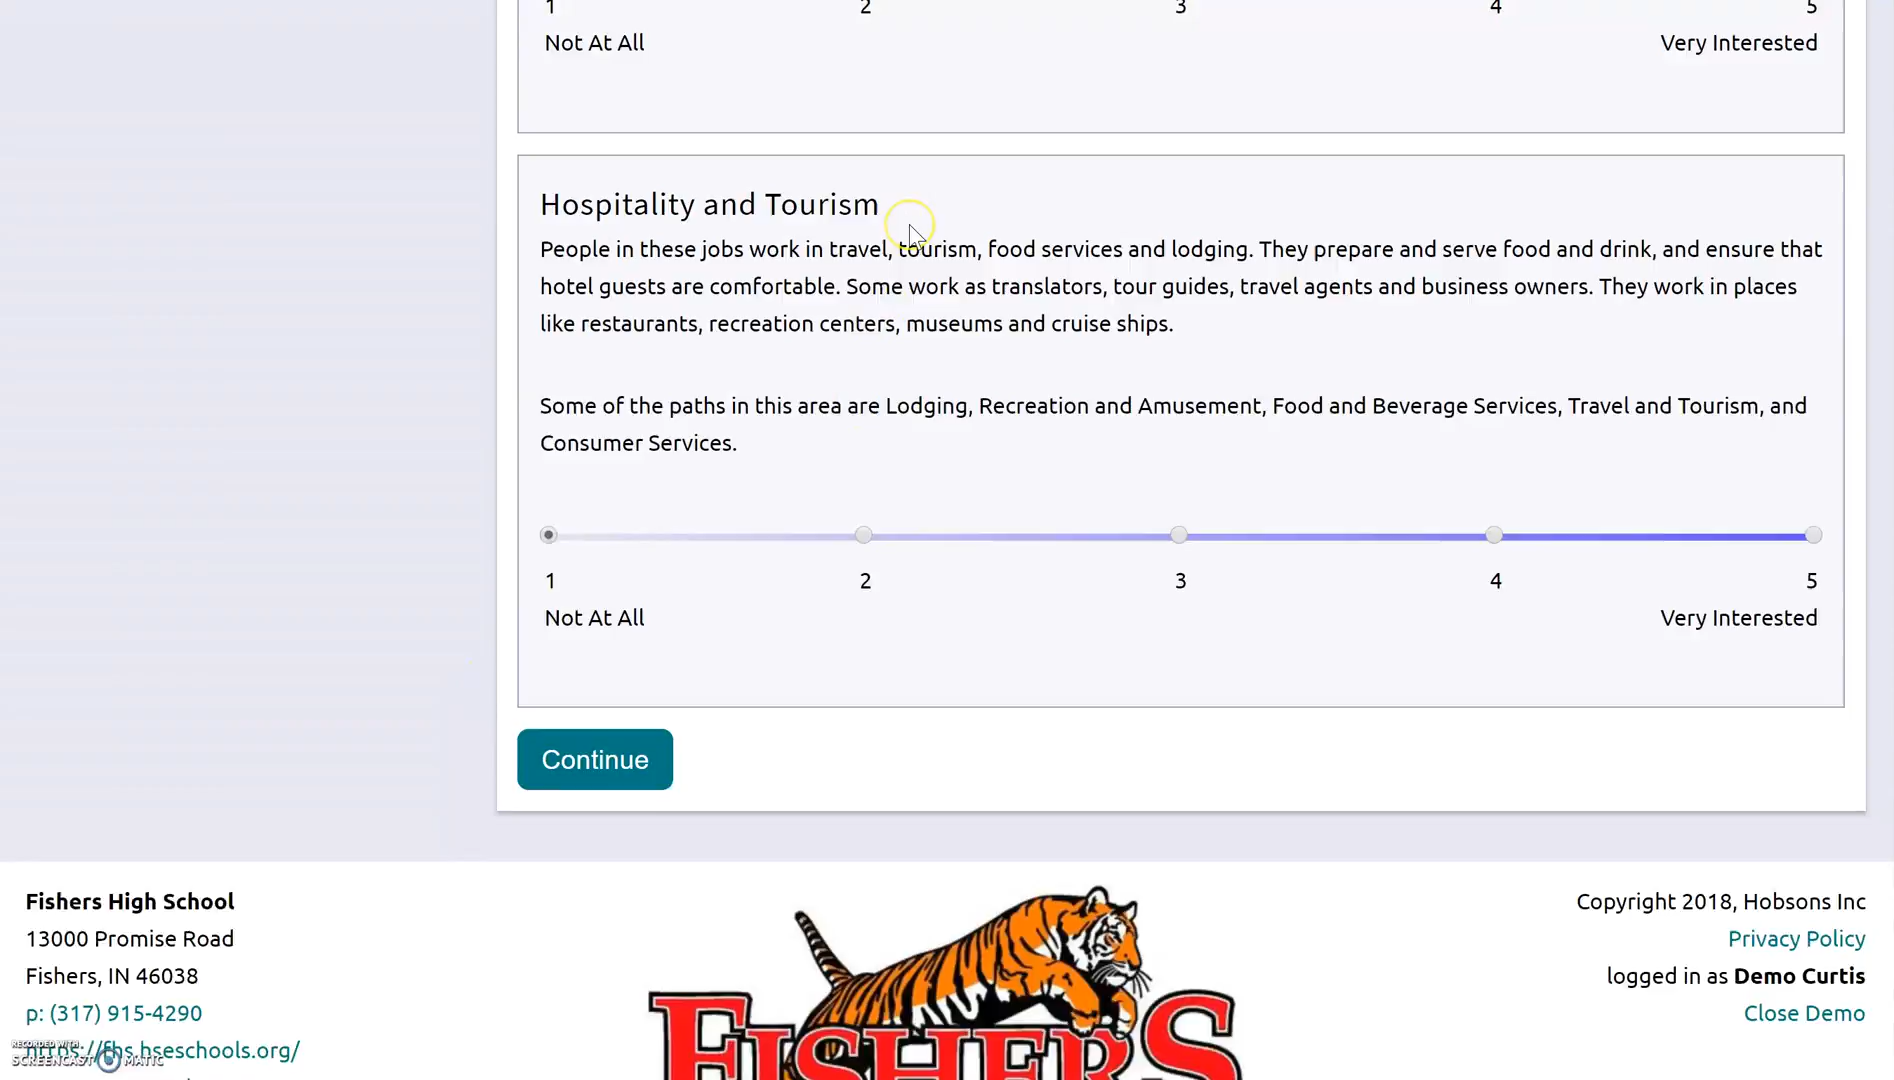 1 2 3 4 5
Not At All Very Interested
Hospitality and Tourism
People in these jobs work in travel, tourism, food services and lodging. They prepare and serve food and drink, and ensure that
hotel guests are comfortable. Some work as translators, tour guides, travel agents and business owners. They work in places
like restaurants, recreation centers, museums and cruise ships.
Some of the paths in this area are Lodging, Recreation and Amusement, Food and Beverage Services, Travel and Tourism, and
Consumer Services.
1 2 3 4 5
Not At All Very Interested
Continue
Fishers High School
13000 Promise Road
Fishers, IN 46038
p: (317) 915-4290
https://fhs.hseschools.org/
RECORDED WITH
SCREENCAST MATIC
FISHERS
Copyright 2018, Hobsons Inc
Privacy Policy
logged in as Demo Curtis
Close Demo